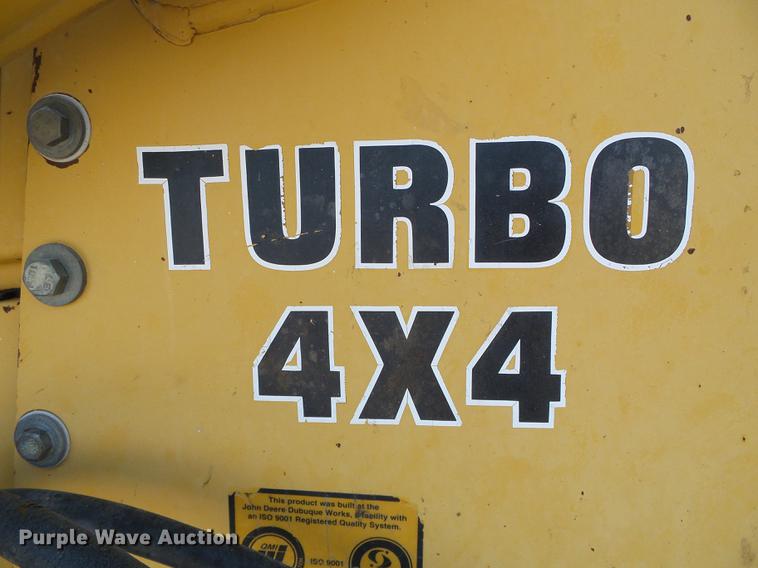 TURBO
4X4
This product was built at the
John Deere Dubuque Works, a facility with
an ISO 9001 Registered Quality System.
QMI
ISO 9001
Purple Wave Auction